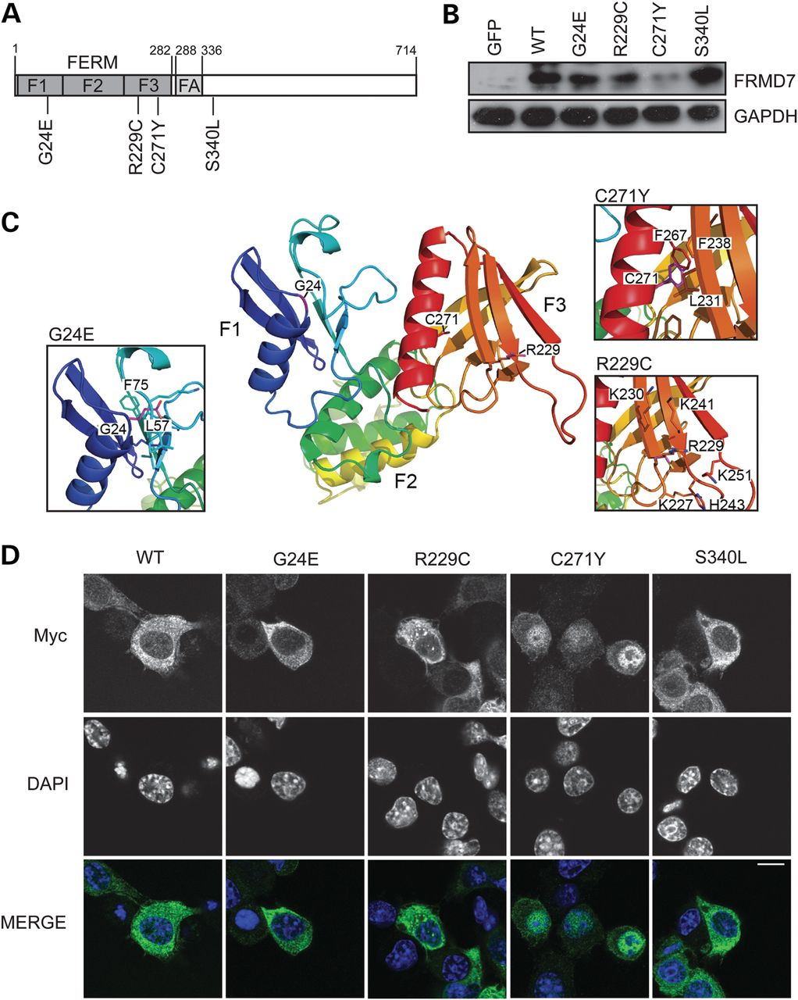 A
1 282 288 336 714
FERM
F1 F2 F3 FA
G24E R229C C271Y S340L
B
GFP WT G24E R229C C271Y S340L
FRMD7
GAPDH
C
G24E
F75
G24 L57
F1
G24
C271
F3
R229
F2
C271Y
F267
F238
C271
L231
R229C
K230
K241
R229
K251
K227 H243
D
WT G24E R229C C271Y S340L
Myc
DAPI
MERGE